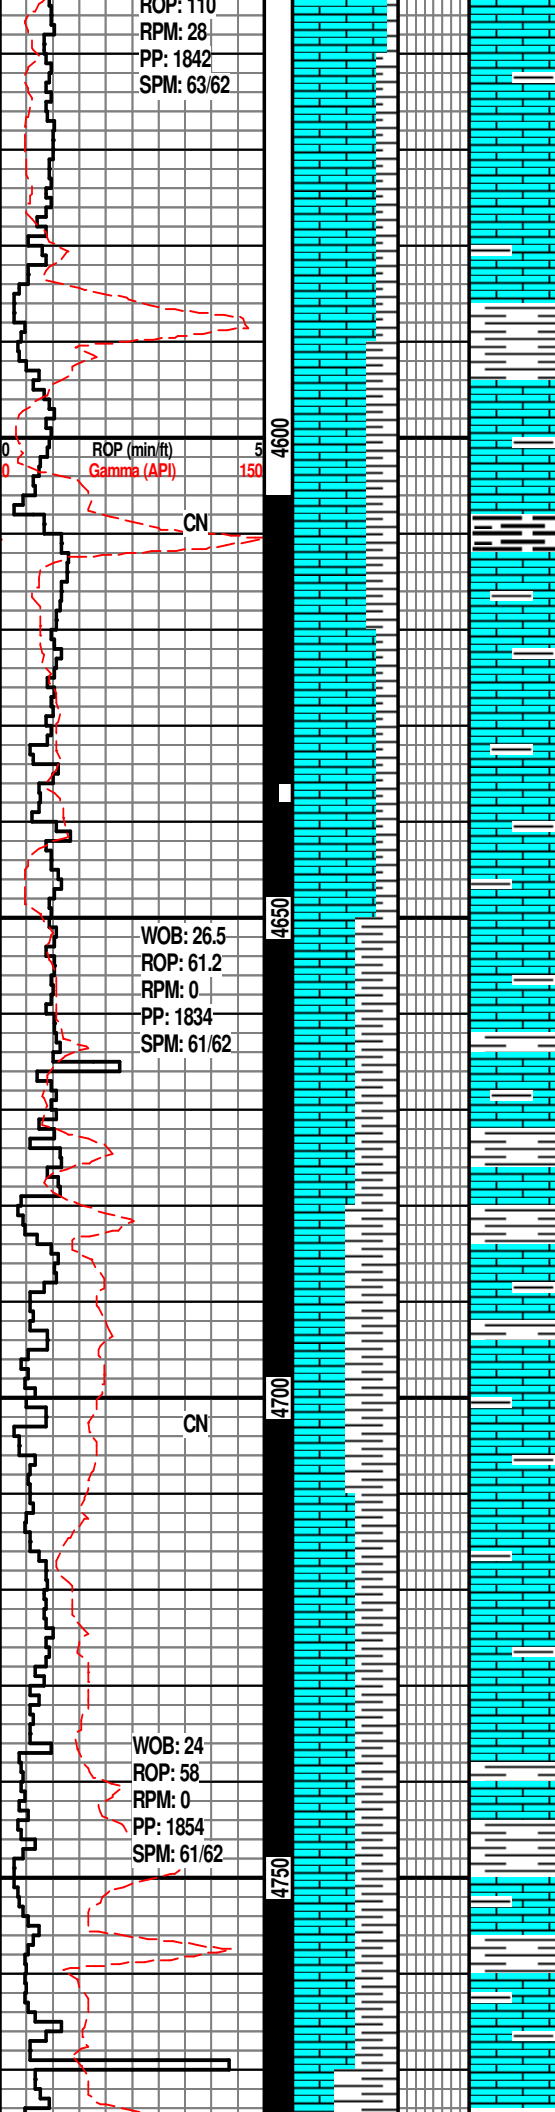 ROP: 110
RPM: 28
PP: 1842
SPM: 63/62
4600
0 ROP (min/ft) 5
0 Gamma (API) 150
CN
4650
WOB: 26.5
ROP: 61.2
RPM: 0
PP: 1834
SPM: 61/62
4700
CN
WOB: 24
ROP: 58
RPM: 0
PP: 1854
SPM: 61/62
4750